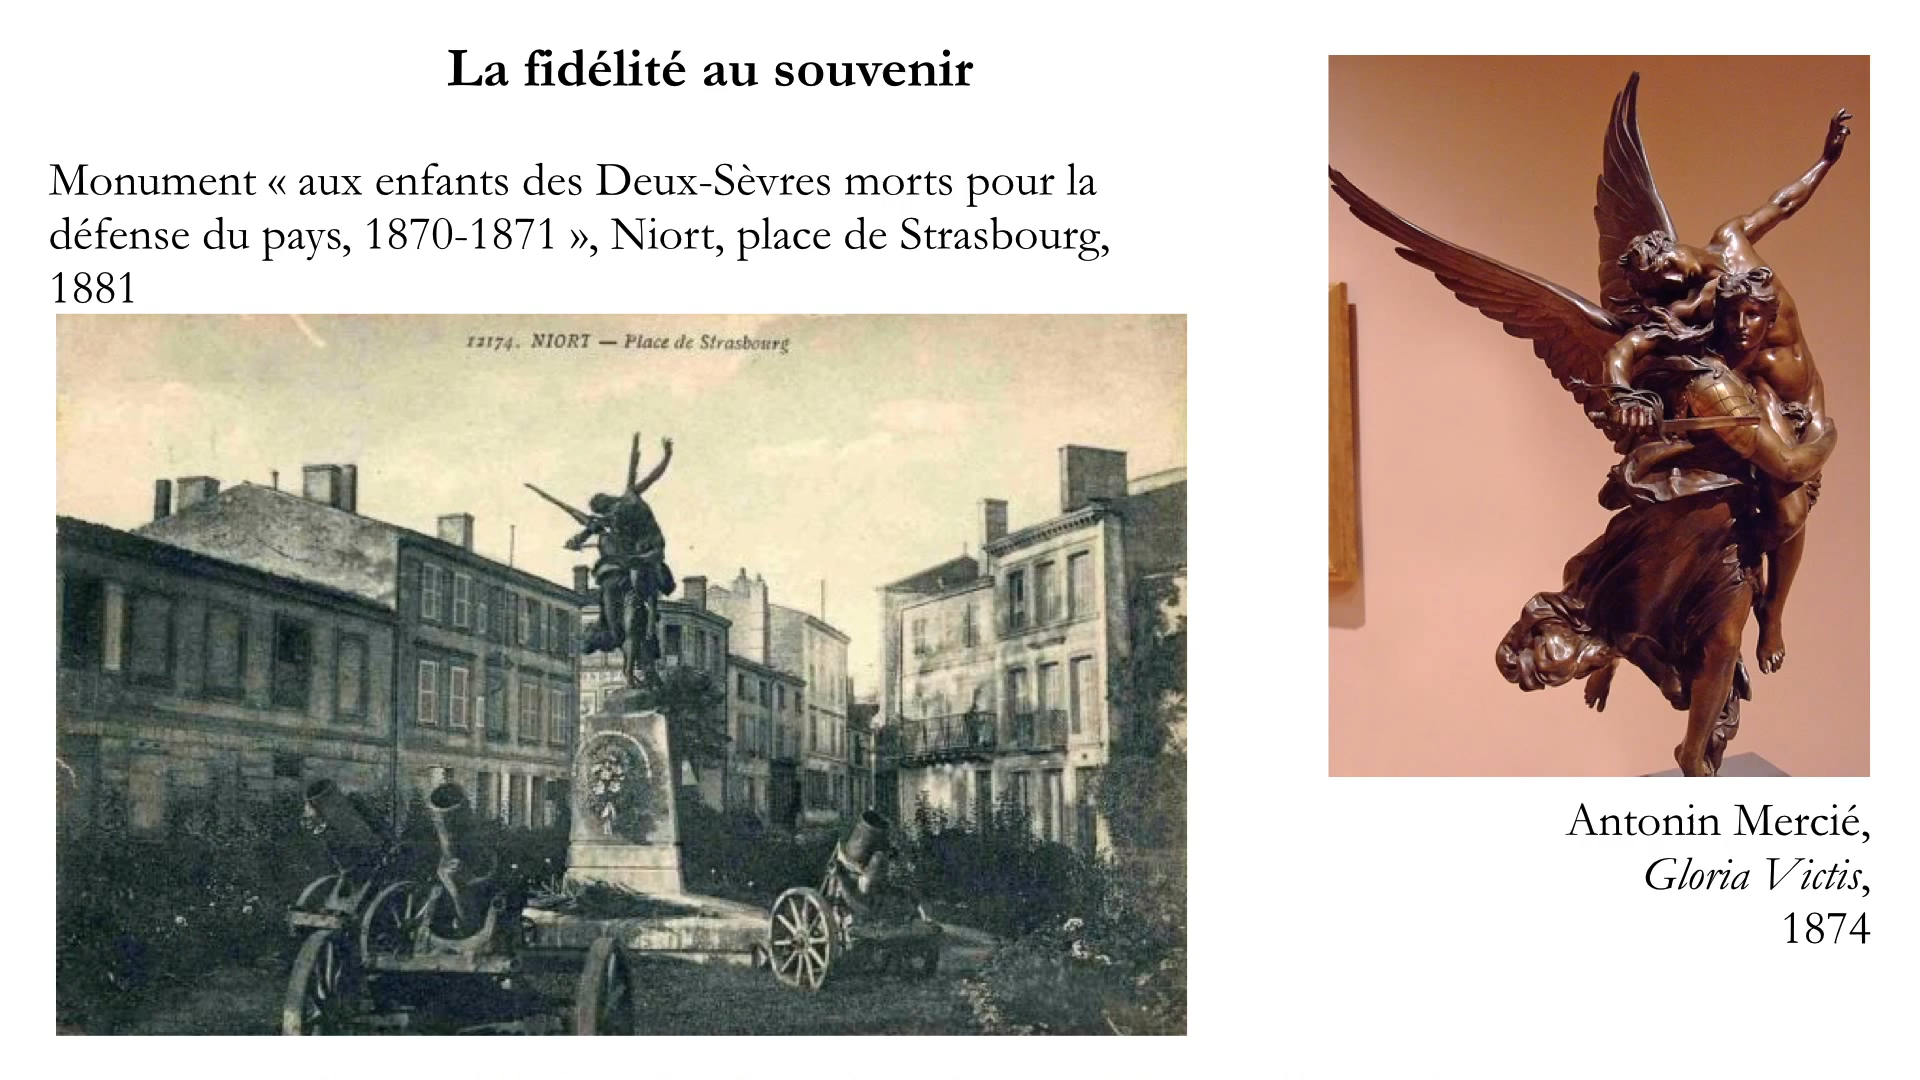 La fidélité au souvenir
Monument « aux enfants des Deux-Sèvres morts pour la
défense du pays, 1870-1871 », Niort, place de Strasbourg,
1881
12174. NIORT — Place de Strasbourg
Antonin Mercié,
Gloria Victis,
1874